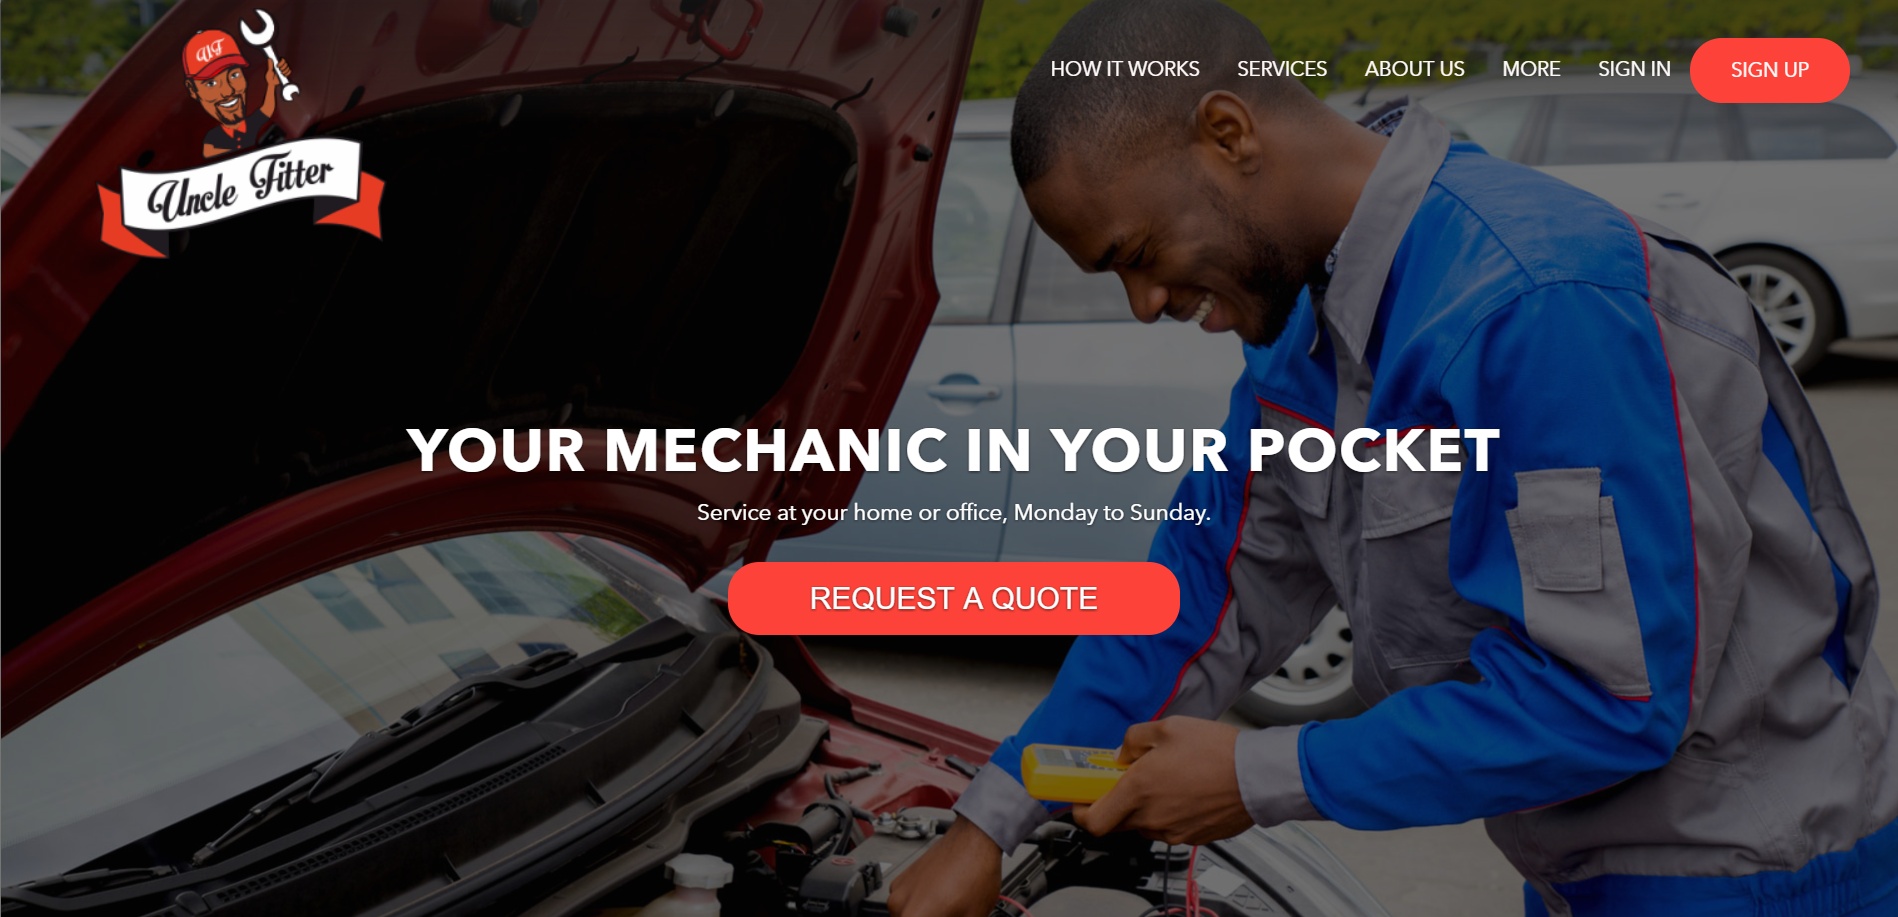 UF
Uncle Fitter
HOW IT WORKS
SERVICES
ABOUT US
MORE
SIGN IN
SIGN UP
YOUR MECHANIC IN YOUR POCKET
Service at your home or office, Monday to Sunday.
REQUEST A QUOTE